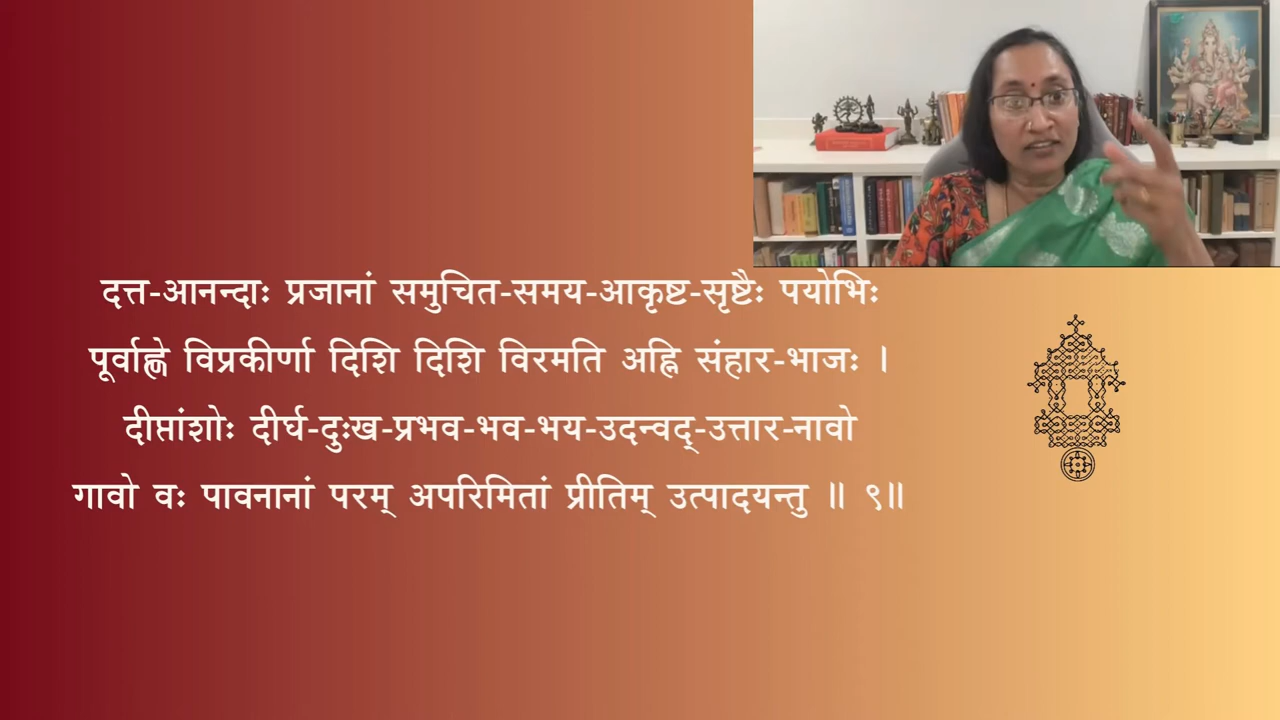 दत्त-आनन्दाः प्रजानां समुचित-समय-आकृष्ट-सृष्टैः पयोभिः
पूर्वाह्णे विप्रकीर्णा दिशि दिशि विरमति अह्नि संहार-भाजः ।
दीप्तांशोः दीर्घ-दुःख-प्रभव-भव-भय-उदन्वद्-उत्तार-नावो
गावो वः पावनानां परम् अपरिमितां प्रीतिम् उत्पादयन्तु ॥ ९॥